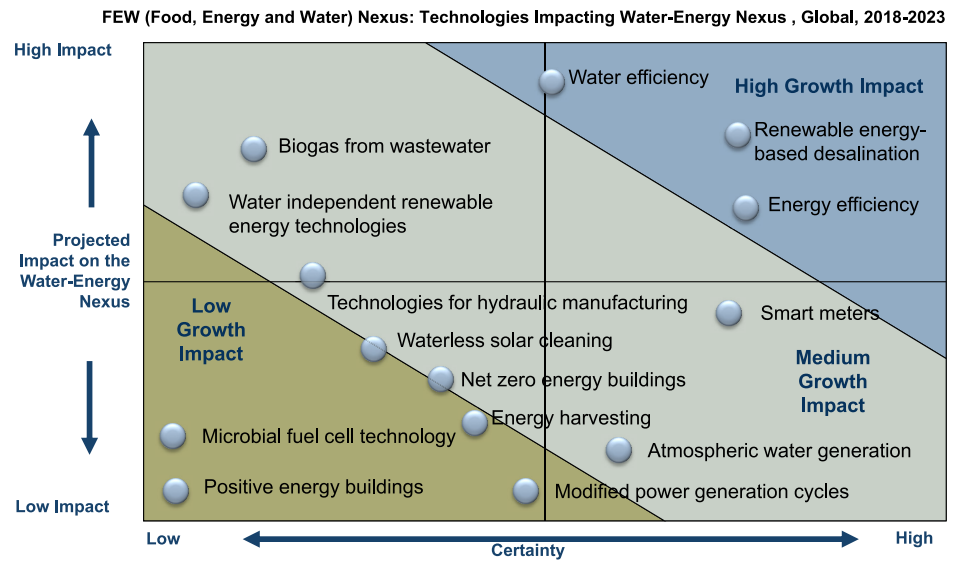 FEW (Food, Energy and Water) Nexus: Technologies Impacting Water-Energy Nexus , Global, 2018-2023
High Impact
Water efficiency
High Growth Impact
Renewable energy-
based desalination
Biogas from wastewater
Water independent renewable
energy technologies
Energy efficiency
Projected
Impact on the
Water-Energy
Nexus
Technologies for hydraulic manufacturing
Smart meters
Low
Growth
Impact
Waterless solar cleaning
Medium
Growth
Impact
Net zero energy buildings
Energy harvesting
Microbial fuel cell technology
Atmospheric water generation
Positive energy buildings
Modified power generation cycles
Low Impact
Low
Certainty
High